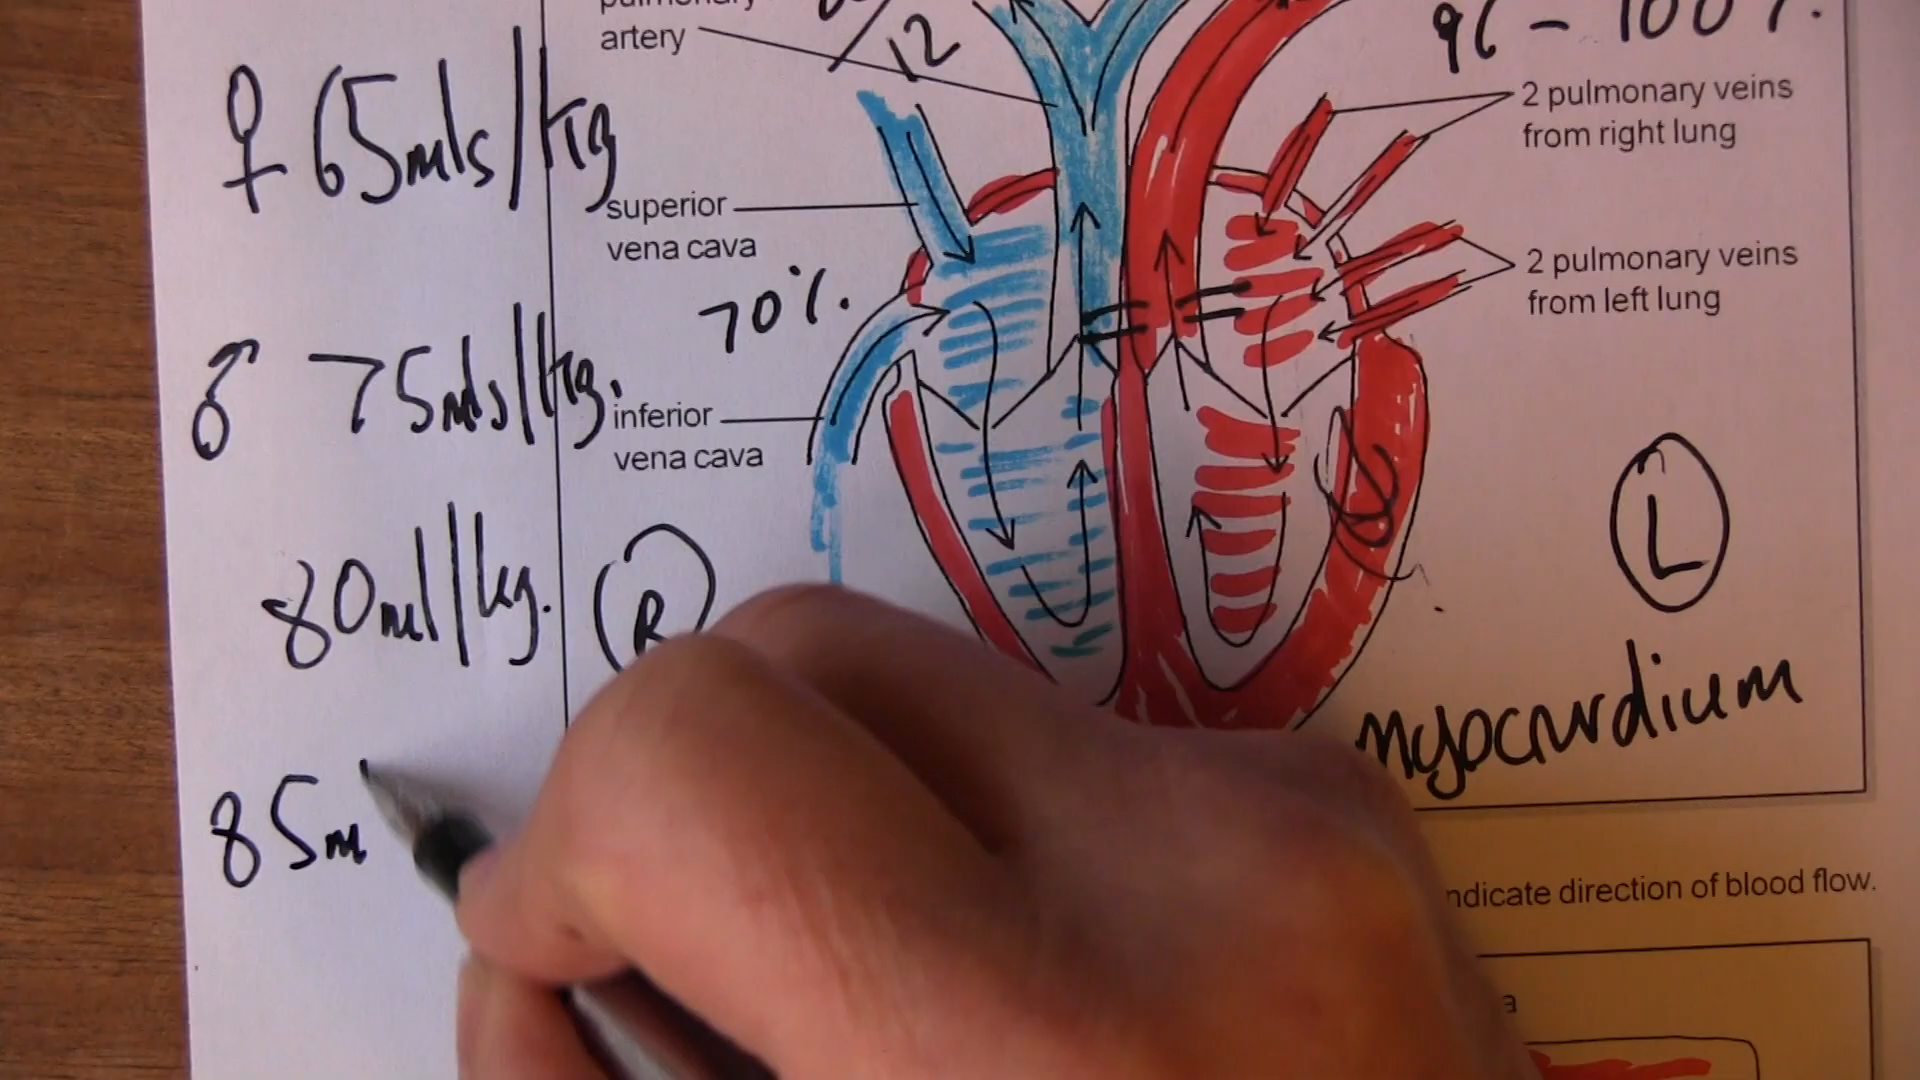 artery
12
96 - 100%.
2 pulmonary veins
from right lung
♀ 65mls/kg
superior
vena cava
2 pulmonary veins
from left lung
70%.
♂ 75mls/kg.
inferior
vena cava
L
80ml/kg.
R
myocardium
85m
indicate direction of blood flow.